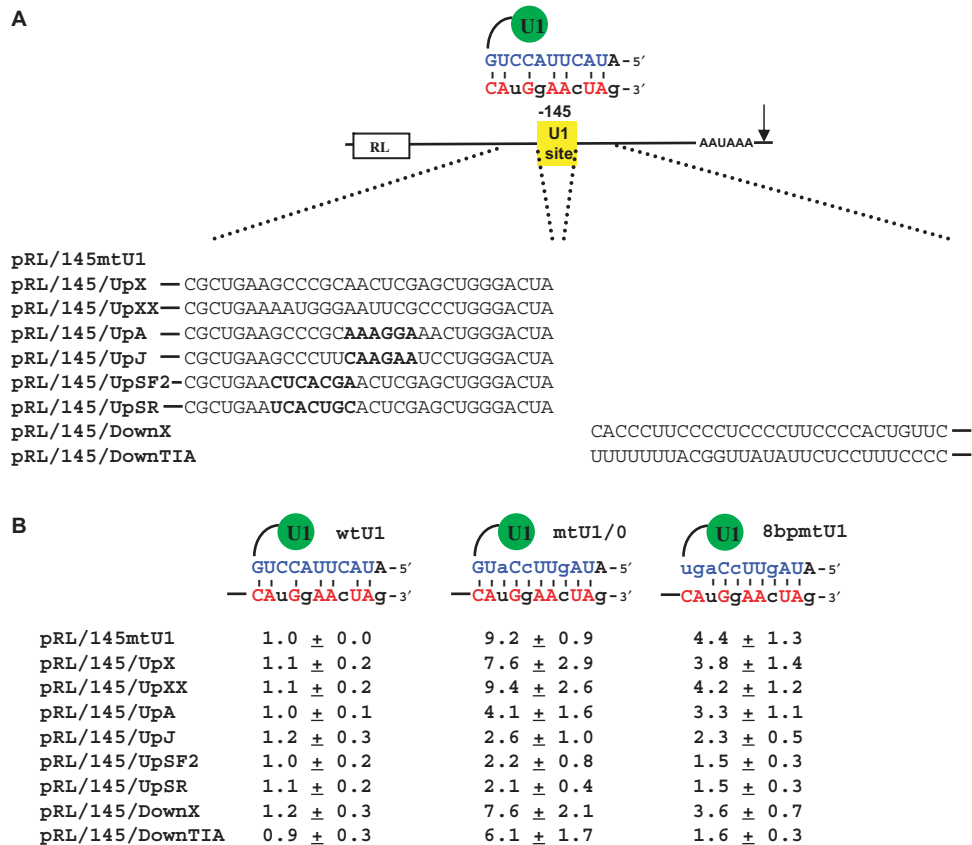 A
U1
GUCCAUUCAUA-5′
CAuGgAAcUAg-3′
-145
U1
site
RL
AAUAAA
pRL/145mtU1
pRL/145/UpX CGCUGAAGCCCGCAACUCGAGCUGGGACUA
pRL/145/UpXX CGCUGAAAAUGGGAAUUCGCCCUGGGACUA
pRL/145/UpA CGCUGAAGCCCGCAAAGGAAACUGGGACUA
pRL/145/UpJ CGCUGAAGCCCUUCAAGAAUCCUGGGACUA
pRL/145/UpSF2 CGCUGAACUCACGAACUCGAGCUGGGACUA
pRL/145/UpSR CGCUGAAUCACUGCACUCGAGCUGGGACUA
pRL/145/DownX CACCCUUCCCCUCCCCUUCCCCACUGUUC
pRL/145/DownTIA UUUUUUUACGGUUAUAUUCUCCUUUCCCC
B
U1 wtU1 U1 mtU1/0 U1 8bpmtU1
GUCCAUUCAUA-5′ GUaCcUUgAUA-5′ ugaCcUUgAUA-5′
CAuGgAAcUAg-3′ CAuGgAAcUAg-3′ CAuGgAAcUAg-3′
pRL/145mtU1 1.0 ± 0.0 9.2 ± 0.9 4.4 ± 1.3
pRL/145/UpX 1.1 ± 0.2 7.6 ± 2.9 3.8 ± 1.4
pRL/145/UpXX 1.1 ± 0.2 9.4 ± 2.6 4.2 ± 1.2
pRL/145/UpA 1.0 ± 0.1 4.1 ± 1.6 3.3 ± 1.1
pRL/145/UpJ 1.2 ± 0.3 2.6 ± 1.0 2.3 ± 0.5
pRL/145/UpSF2 1.0 ± 0.2 2.2 ± 0.8 1.5 ± 0.3
pRL/145/UpSR 1.1 ± 0.2 2.1 ± 0.4 1.5 ± 0.3
pRL/145/DownX 1.2 ± 0.3 7.6 ± 2.1 3.6 ± 0.7
pRL/145/DownTIA 0.9 ± 0.3 6.1 ± 1.7 1.6 ± 0.3